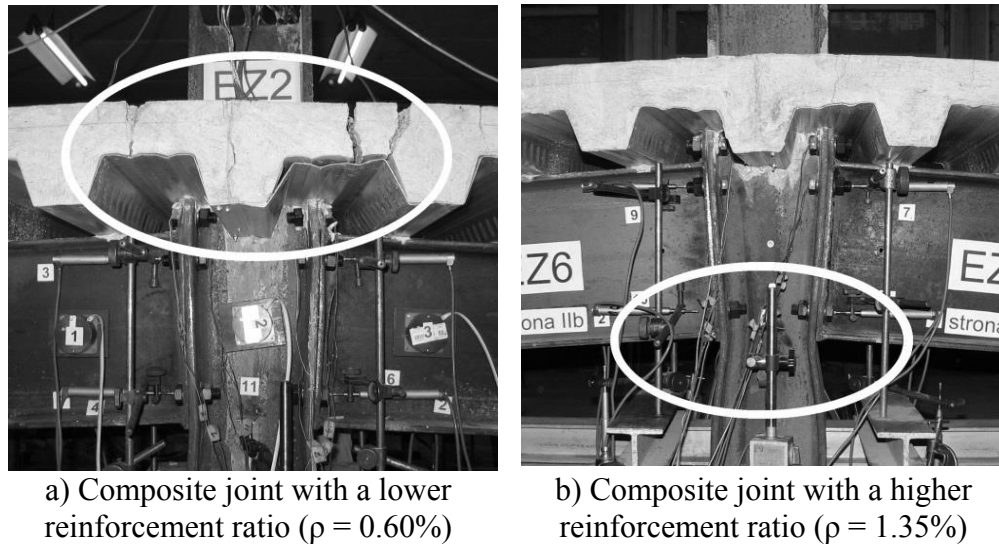 EZ2
3
1
2
3
11
6
4
2
9
7
EZ6
EZ
ona IIb
strona
a) Composite joint with a lower
reinforcement ratio (ρ = 0.60%)
b) Composite joint with a higher
reinforcement ratio (ρ = 1.35%)